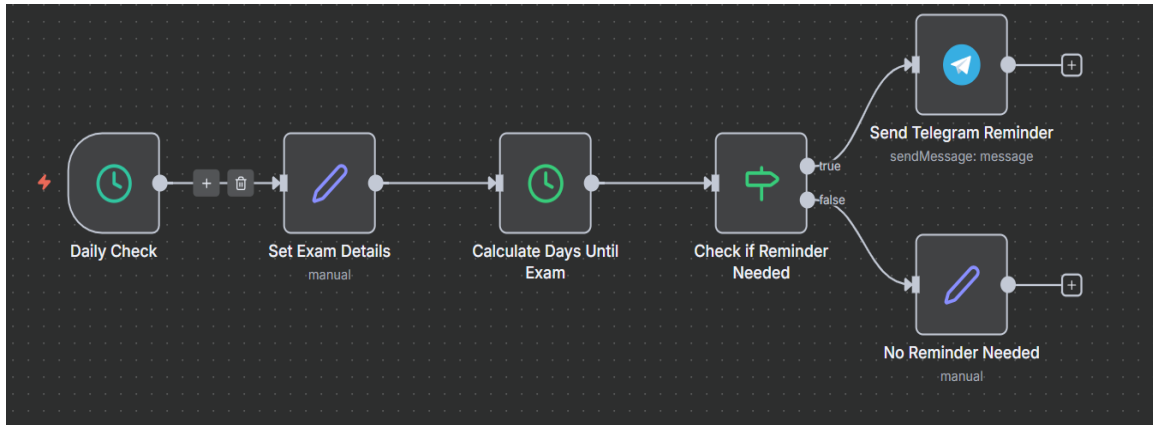 Daily Check
Set Exam Details
manual
Calculate Days Until
Exam
Check if Reminder
Needed
true
false
Send Telegram Reminder
sendMessage: message
No Reminder Needed
manual